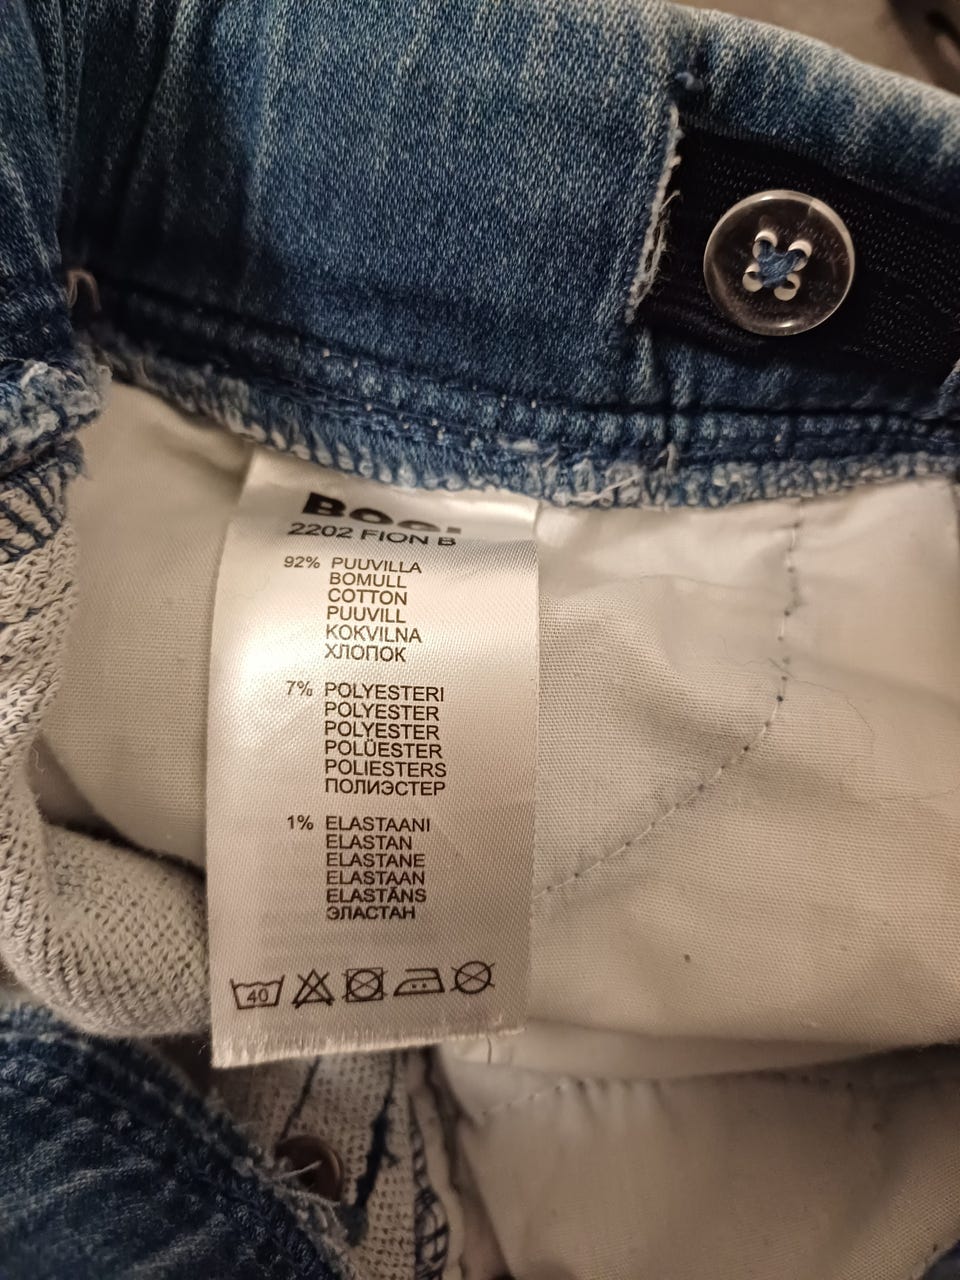 2202 FION B
92% PUUVILLA
BOMULL
COTTON
PUUVILL
KOKVILNA
ХЛОПОК
7% POLYESTERI
POLYESTER
POLYESTER
POLÜESTER
POLIESTERS
ПОЛИЭСТЕР
1% ELASTAANI
ELASTAN
ELASTANE
ELASTAAN
ELASTĀNS
ЭЛАСТАН
40